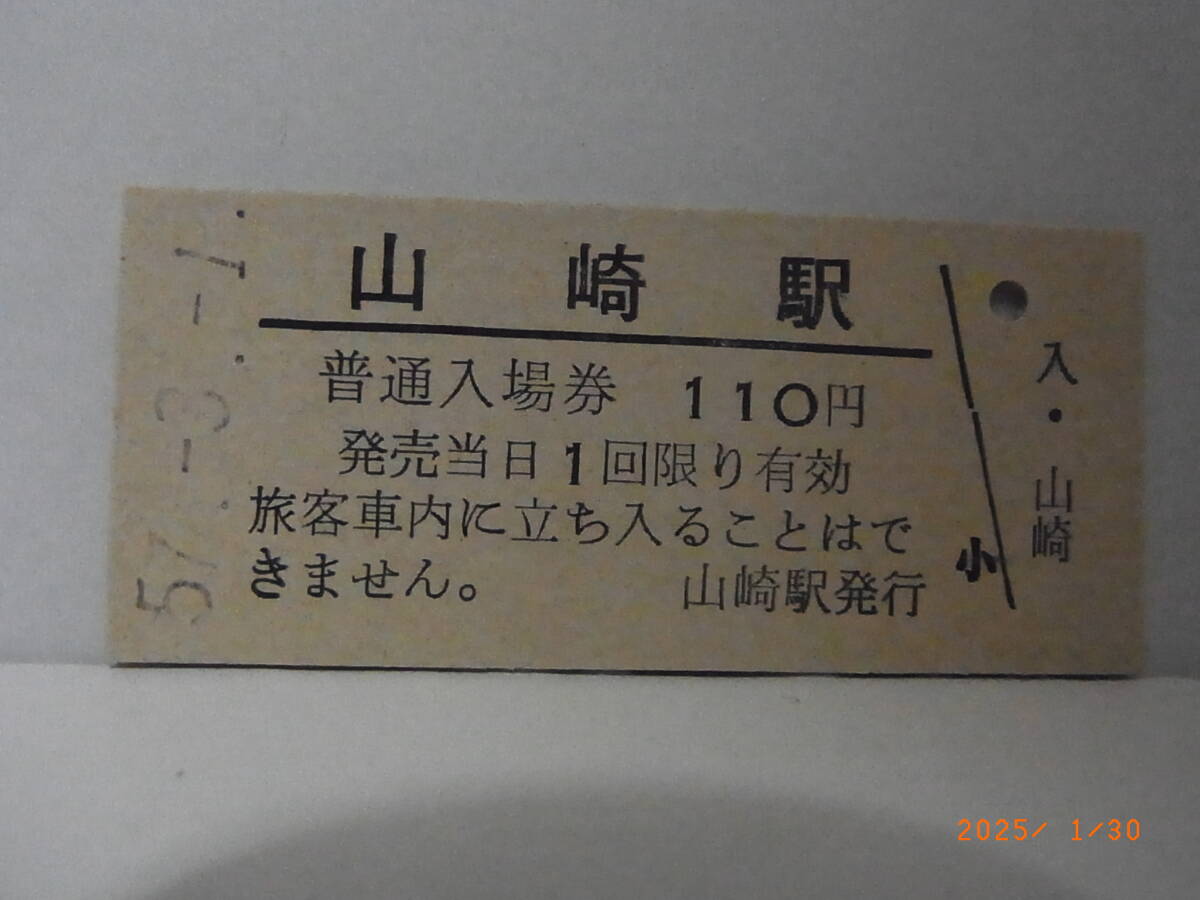 57.-3.-1.
山崎駅
普通入場券 110円
発売当日1回限り有効
旅客車内に立ち入ることはで
きません。 山崎駅発行
小
入・山崎
2025/ 1/30